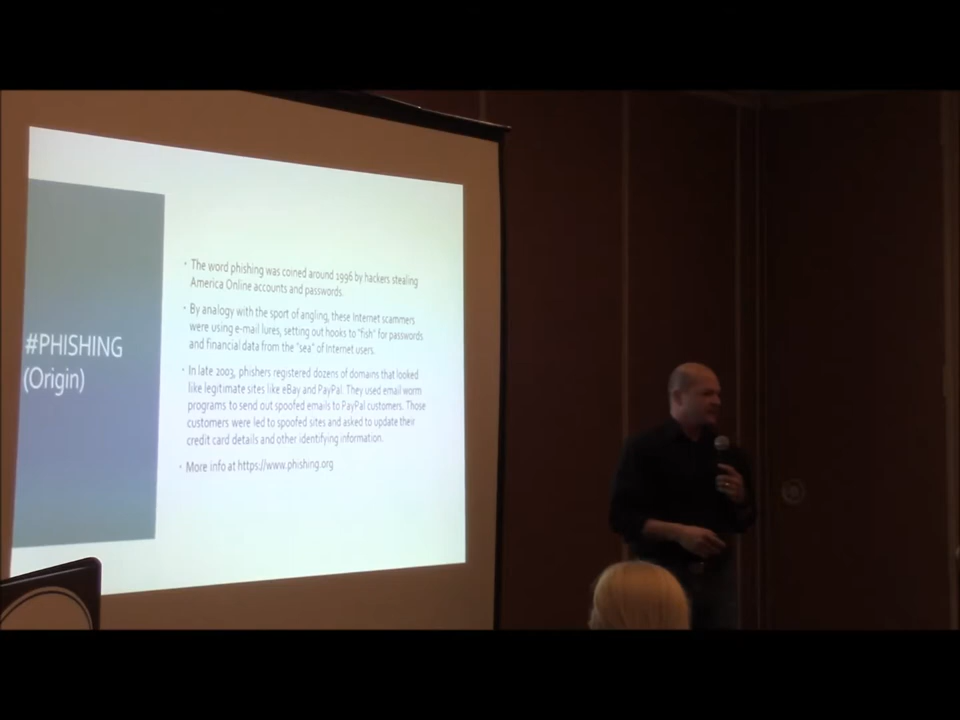 #PHISHING
(Origin)
• The word phishing was coined around 1996 by hackers stealing
America Online accounts and passwords.
• By analogy with the sport of angling, these Internet scammers
were using e-mail lures, setting out hooks to "fish" for passwords
and financial data from the "sea" of Internet users.
• In late 2003, phishers registered dozens of domains that looked
like legitimate sites like eBay and PayPal. They used email worm
programs to send out spoofed emails to PayPal customers. Those
customers were led to spoofed sites and asked to update their
credit card details and other identifying information.
• More info at https://www.phishing.org